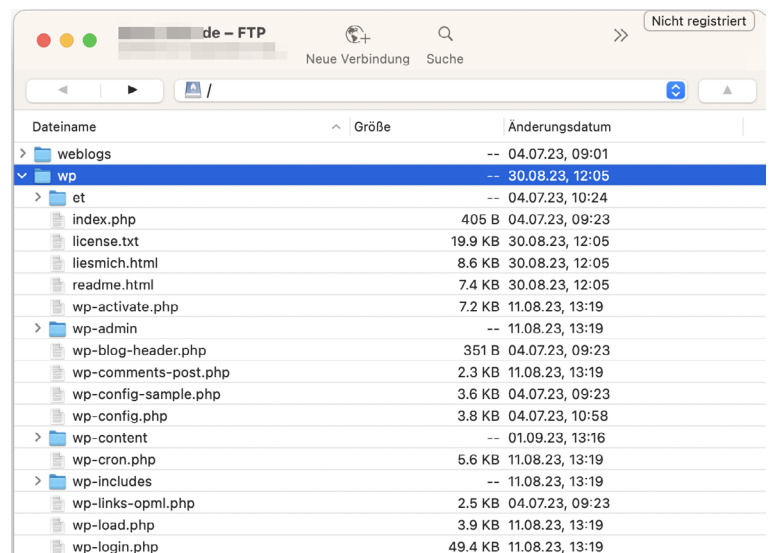 de – FTP
Nicht registriert
Neue Verbindung Suche
/
Dateiname Größe Änderungsdatum
weblogs -- 04.07.23, 09:01
wp -- 30.08.23, 12:05
et -- 04.07.23, 10:24
index.php 405 B 04.07.23, 09:23
license.txt 19.9 KB 30.08.23, 12:05
liesmich.html 8.6 KB 30.08.23, 12:05
readme.html 7.4 KB 30.08.23, 12:05
wp-activate.php 7.2 KB 11.08.23, 13:19
wp-admin -- 11.08.23, 13:19
wp-blog-header.php 351 B 04.07.23, 09:23
wp-comments-post.php 2.3 KB 11.08.23, 13:19
wp-config-sample.php 3.6 KB 04.07.23, 09:23
wp-config.php 3.8 KB 04.07.23, 10:58
wp-content -- 01.09.23, 13:16
wp-cron.php 5.6 KB 11.08.23, 13:19
wp-includes -- 11.08.23, 13:19
wp-links-opml.php 2.5 KB 04.07.23, 09:23
wp-load.php 3.9 KB 11.08.23, 13:19
wp-login.php 49.4 KB 11.08.23, 13:19